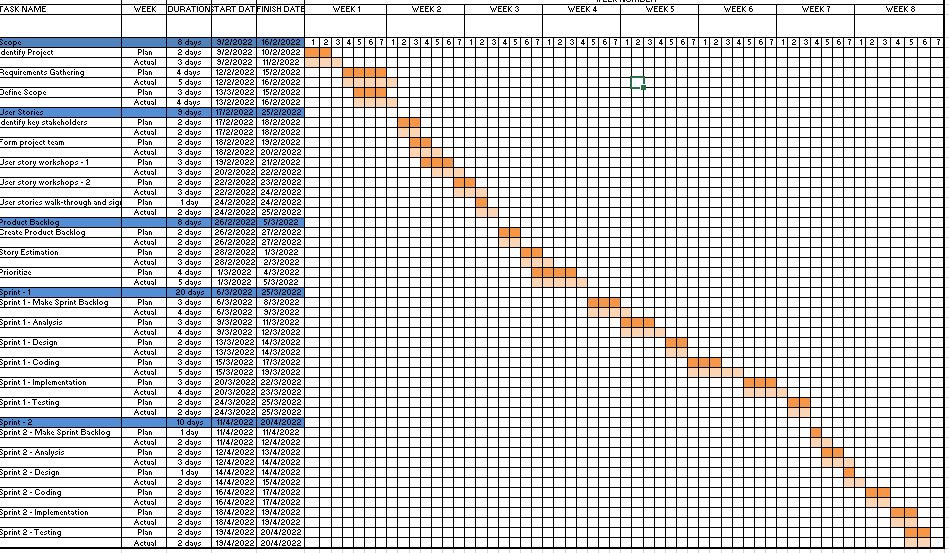 TASK NAME WEEK DURATION START DAT FINISH DATE WEEK 1 WEEK 2 WEEK 3 WEEK 4 WEEK 5 WEEK 6 WEEK 7 WEEK 8
Scope 8 days 9/2/2022 16/2/2022 1 2 3 4 5 6 7 1 2 3 4 5 6 7 1 2 3 4 5 6 7 1 2 3 4 5 6 7 1 2 3 4 5 6 7 1 2 3 4 5 6 7 1 2 3 4 5 6 7 1 2 3 4 5 6 7
Identify Project Plan 2 days 9/2/2022 10/2/2022
Actual 3 days 9/2/2022 11/2/2022
Requirements Gathering Plan 4 days 12/2/2022 15/2/2022
Actual 5 days 12/2/2022 16/2/2022
Define Scope Plan 3 days 13/3/2022 15/2/2022
Actual 4 days 13/2/2022 16/2/2022
User Stories 9 days 17/2/2022 25/2/2022
Identify key stakeholders Plan 2 days 17/2/2022 18/2/2022
Actual 2 days 17/2/2022 18/2/2022
Form project team Plan 2 days 18/2/2022 19/2/2022
Actual 3 days 18/2/2022 20/2/2022
User story workshops - 1 Plan 3 days 19/2/2022 21/2/2022
Actual 3 days 20/2/2022 22/2/2022
User story workshops - 2 Plan 2 days 22/2/2022 23/2/2022
Actual 3 days 22/2/2022 24/2/2022
User stories walk-through and sign Plan 1 day 24/2/2022 24/2/2022
Actual 2 days 24/2/2022 25/2/2022
Product Backlog 8 days 26/2/2022 5/3/2022
Create Product Backlog Plan 2 days 26/2/2022 27/2/2022
Actual 2 days 26/2/2022 27/2/2022
Story Estimation Plan 2 days 28/2/2022 1/3/2022
Actual 3 days 28/2/2022 2/3/2022
Prioritize Plan 4 days 1/3/2022 4/3/2022
Actual 5 days 1/3/2022 5/3/2022
Sprint - 1 20 days 6/3/2022 25/3/2022
Sprint 1 - Make Sprint Backlog Plan 3 days 6/3/2022 8/3/2022
Actual 4 days 6/3/2022 9/3/2022
Sprint 1 - Analysis Plan 3 days 9/3/2022 11/3/2022
Actual 4 days 9/3/2022 12/3/2022
Sprint 1 - Design Plan 2 days 13/3/2022 14/3/2022
Actual 2 days 13/3/2022 14/3/2022
Sprint 1 - Coding Plan 3 days 15/3/2022 17/3/2022
Actual 5 days 15/3/2022 19/3/2022
Sprint 1 - Implementation Plan 3 days 20/3/2022 22/3/2022
Actual 4 days 20/3/2022 23/3/2022
Sprint 1 - Testing Plan 2 days 24/3/2022 25/3/2022
Actual 2 days 24/3/2022 25/3/2022
Sprint - 2 10 days 11/4/2022 20/4/2022
Sprint 2 - Make Sprint Backlog Plan 1 day 11/4/2022 11/4/2022
Actual 2 days 11/4/2022 12/4/2022
Sprint 2 - Analysis Plan 2 days 12/4/2022 13/4/2022
Actual 3 days 12/4/2022 14/4/2022
Sprint 2 - Design Plan 1 day 14/4/2022 14/4/2022
Actual 2 days 14/4/2022 15/4/2022
Sprint 2 - Coding Plan 2 days 16/4/2022 17/4/2022
Actual 2 days 16/4/2022 17/4/2022
Sprint 2 - Implementation Plan 2 days 18/4/2022 19/4/2022
Actual 2 days 18/4/2022 19/4/2022
Sprint 2 - Testing Plan 2 days 19/4/2022 20/4/2022
Actual 2 days 19/4/2022 20/4/2022